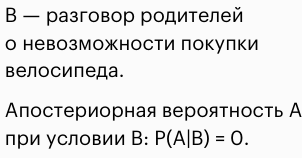 В — разговор родителей
о невозможности покупки
велосипеда.
Апостериорная вероятность А
при условии В: P(A|B) = 0.